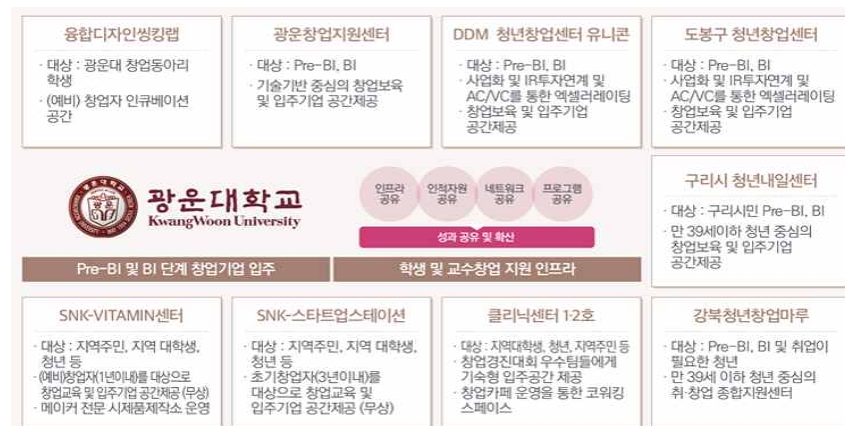 융합디자인씽킹랩
· 대상 : 광운대 창업동아리
학생
· (예비) 창업자 인큐베이션
공간
광운창업지원센터
· 대상 : Pre-BI, BI
· 기술기반 중심의 창업보육
및 입주기업 공간제공
DDM 청년창업센터 유니콘
· 대상 : Pre-BI, BI
· 사업화 및 IR투자연계 및
AC/VC를 통한 엑셀러레이팅
· 창업보육 및 입주기업
공간제공
도봉구 청년창업센터
· 대상 : Pre-BI, BI
· 사업화 및 IR투자연계 및
AC/VC를 통한 엑셀러레이팅
· 창업보육 및 입주기업
공간제공
광운대학교
KwangWoon University
인프라
공유
인적자원
공유
네트워크
공유
프로그램
공유
성과 공유 및 확산
Pre-BI 및 BI 단계 창업기업 입주
학생 및 교수창업 지원 인프라
구리시 청년내일센터
· 대상 : 구리시민 Pre-BI, BI
· 만 39세이하 청년 중심의
창업보육 및 입주기업
공간제공
SNK-VITAMIN센터
· 대상 : 지역주민, 지역 대학생,
청년 등
· (예비)창업자(1년이내)를 대상으로
창업교육 및 입주기업 공간제공 (무상)
· 메이커 전문 시제품제작소 운영
SNK-스타트업스테이션
· 대상 : 지역주민, 지역 대학생,
청년 등
· 초기창업자(3년이내)를
대상으로 창업교육 및
입주기업 공간제공 (무상)
클리닉센터 1·2호
· 대상 : 지역대학생, 청년, 지역주민 등
· 창업경진대회 우수팀들에게
기숙형 입주공간 제공
· 창업카페 운영을 통한 코워킹
스페이스
강북청년창업마루
· 대상 : Pre-BI, BI 및 취업이
필요한 청년
· 만 39세 이하 청년 중심의
취·창업 종합지원센터